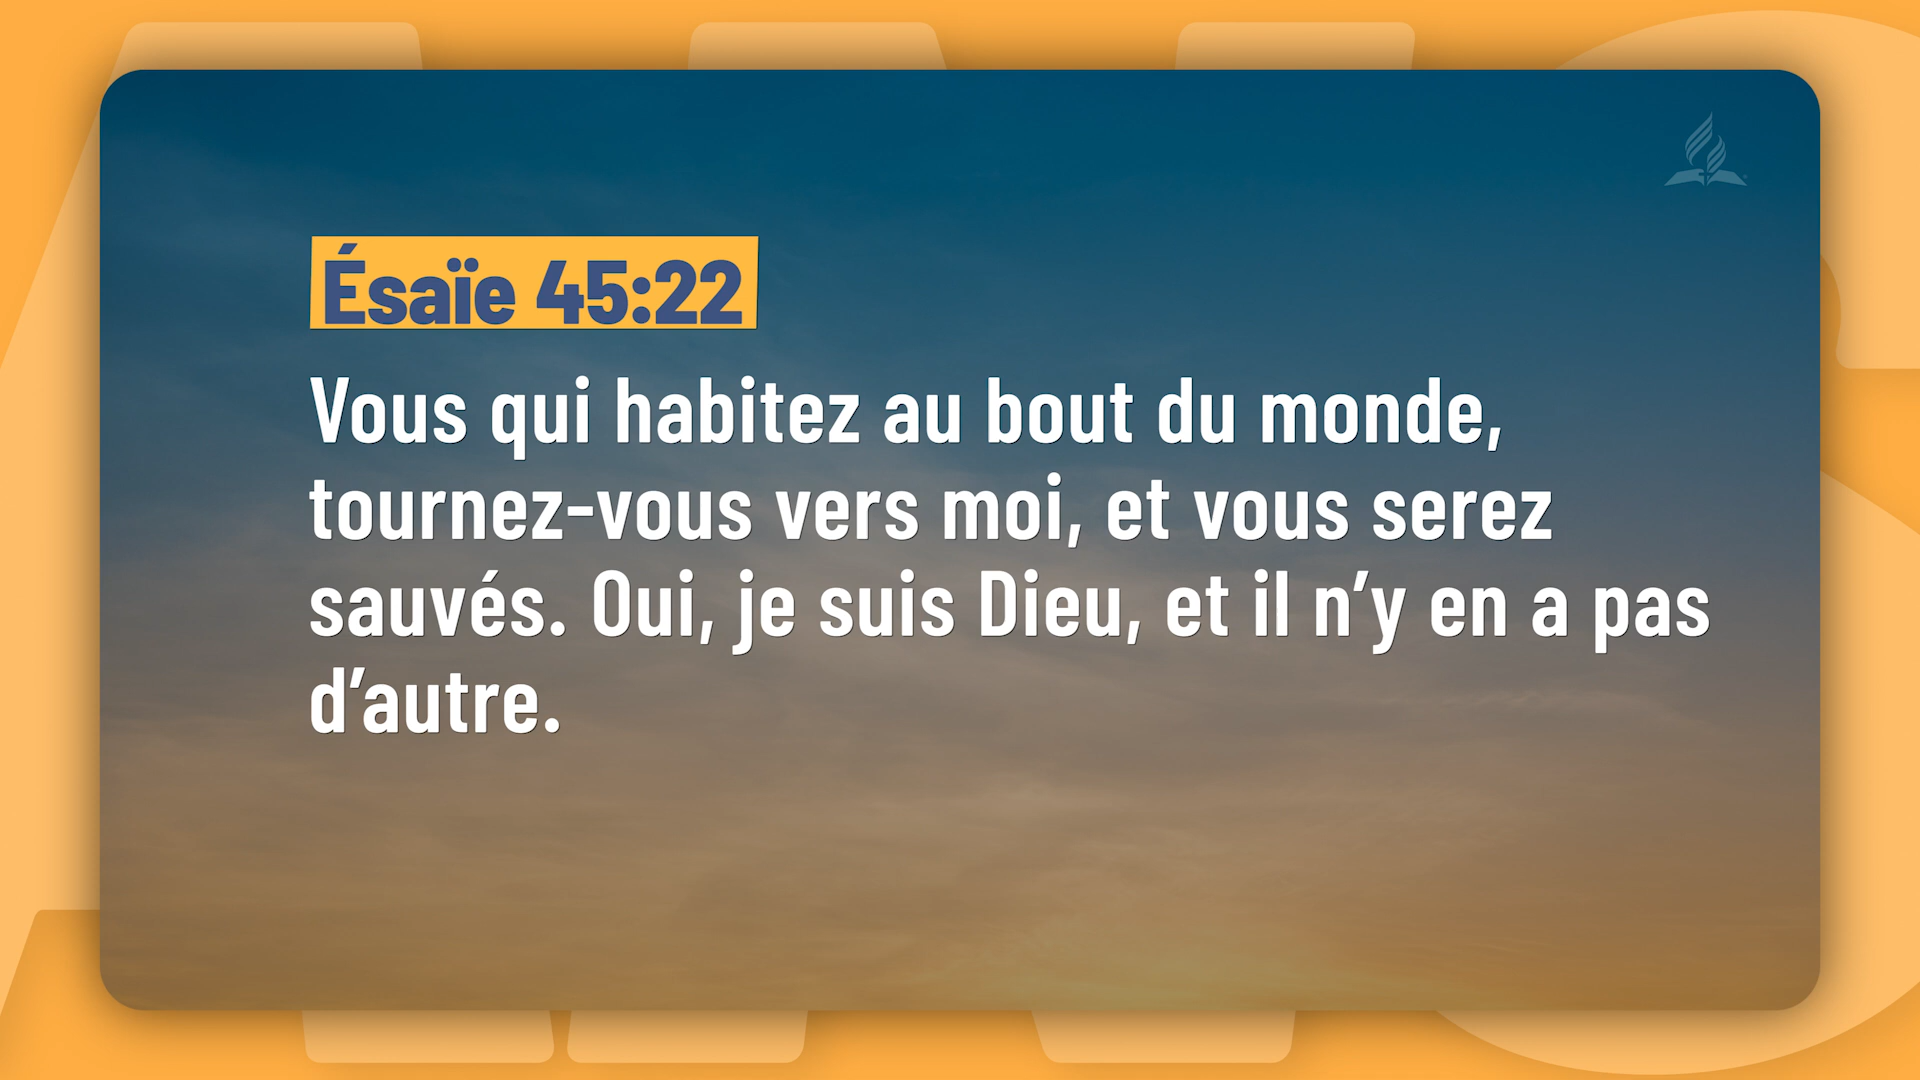 Ésaïe 45:22
Vous qui habitez au bout du monde,
tournez-vous vers moi, et vous serez
sauvés. Oui, je suis Dieu, et il n’y en a pas
d’autre.